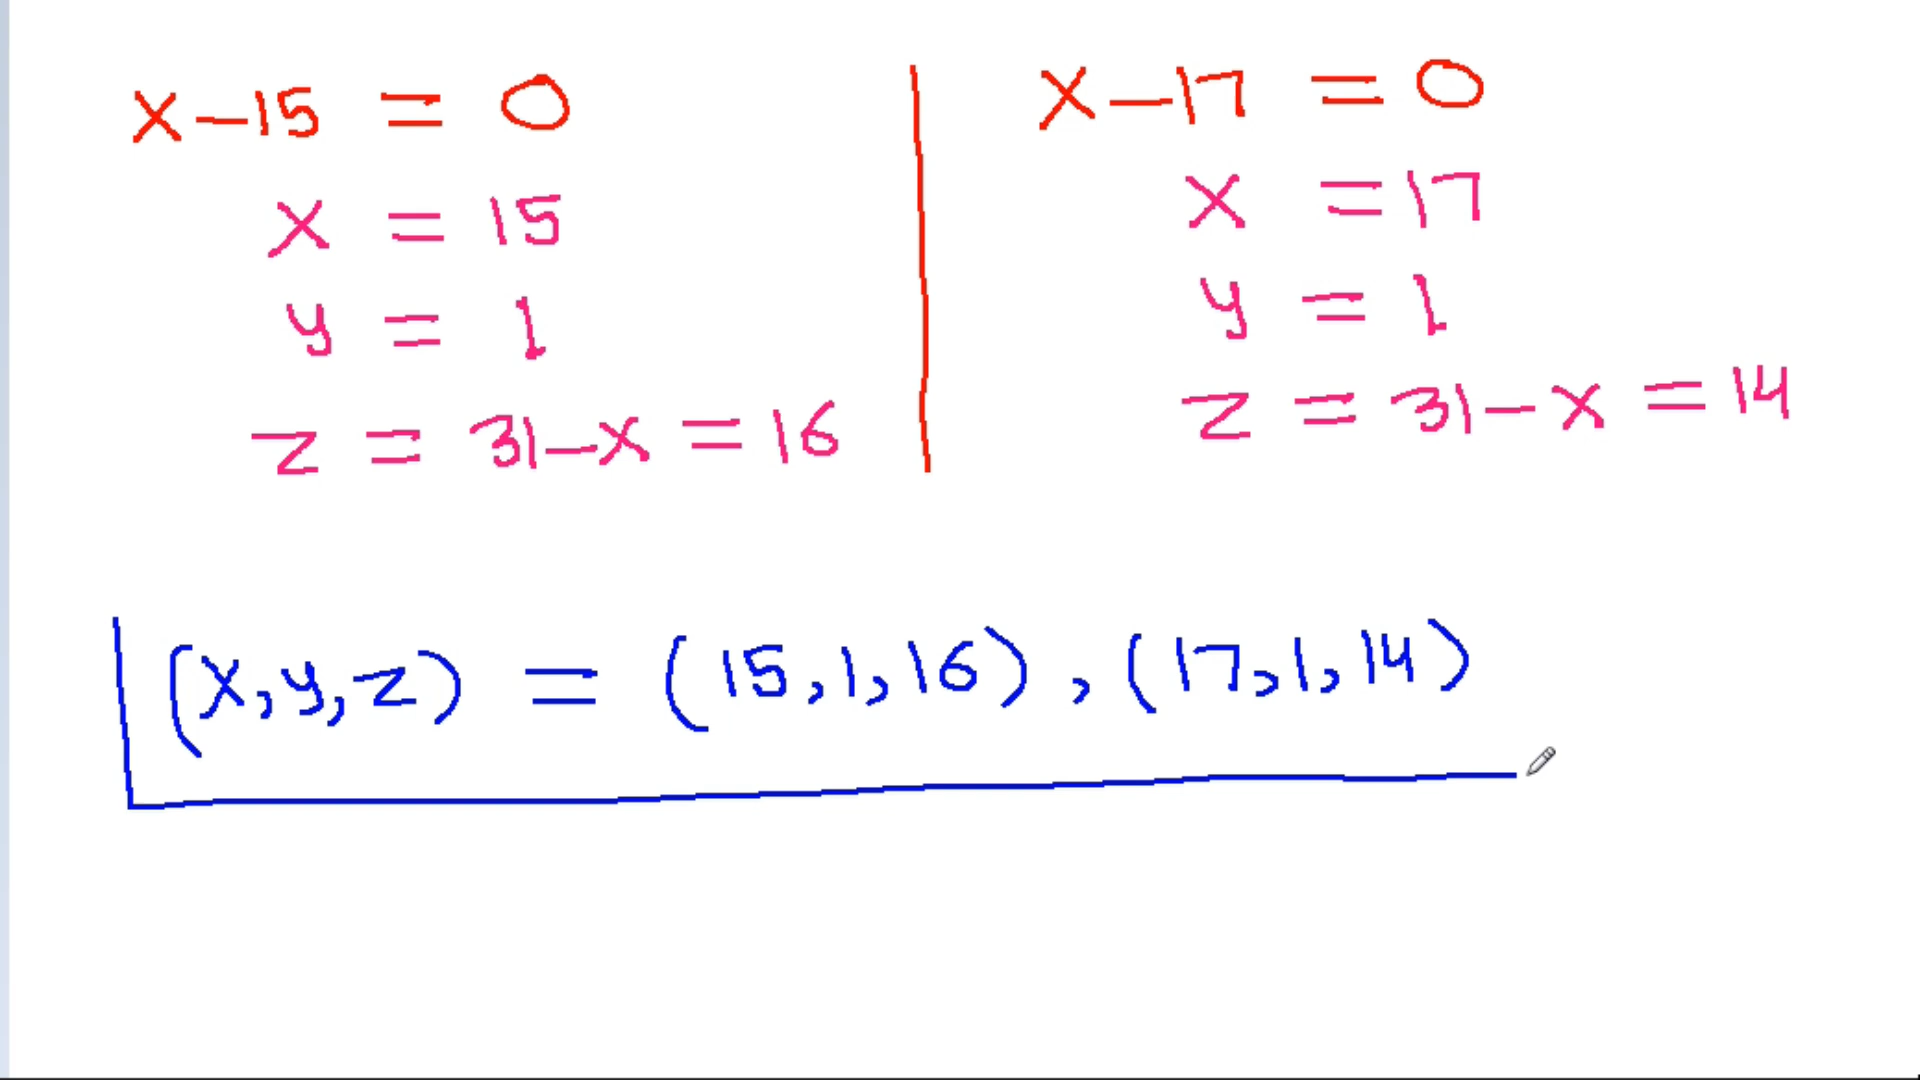 x-15 = 0
x = 15
y = 1
z = 31-x = 16
x-17 = 0
x = 17
y = 1
z = 31-x = 14
(x,y,z) = (15,1,16), (17,1,14)